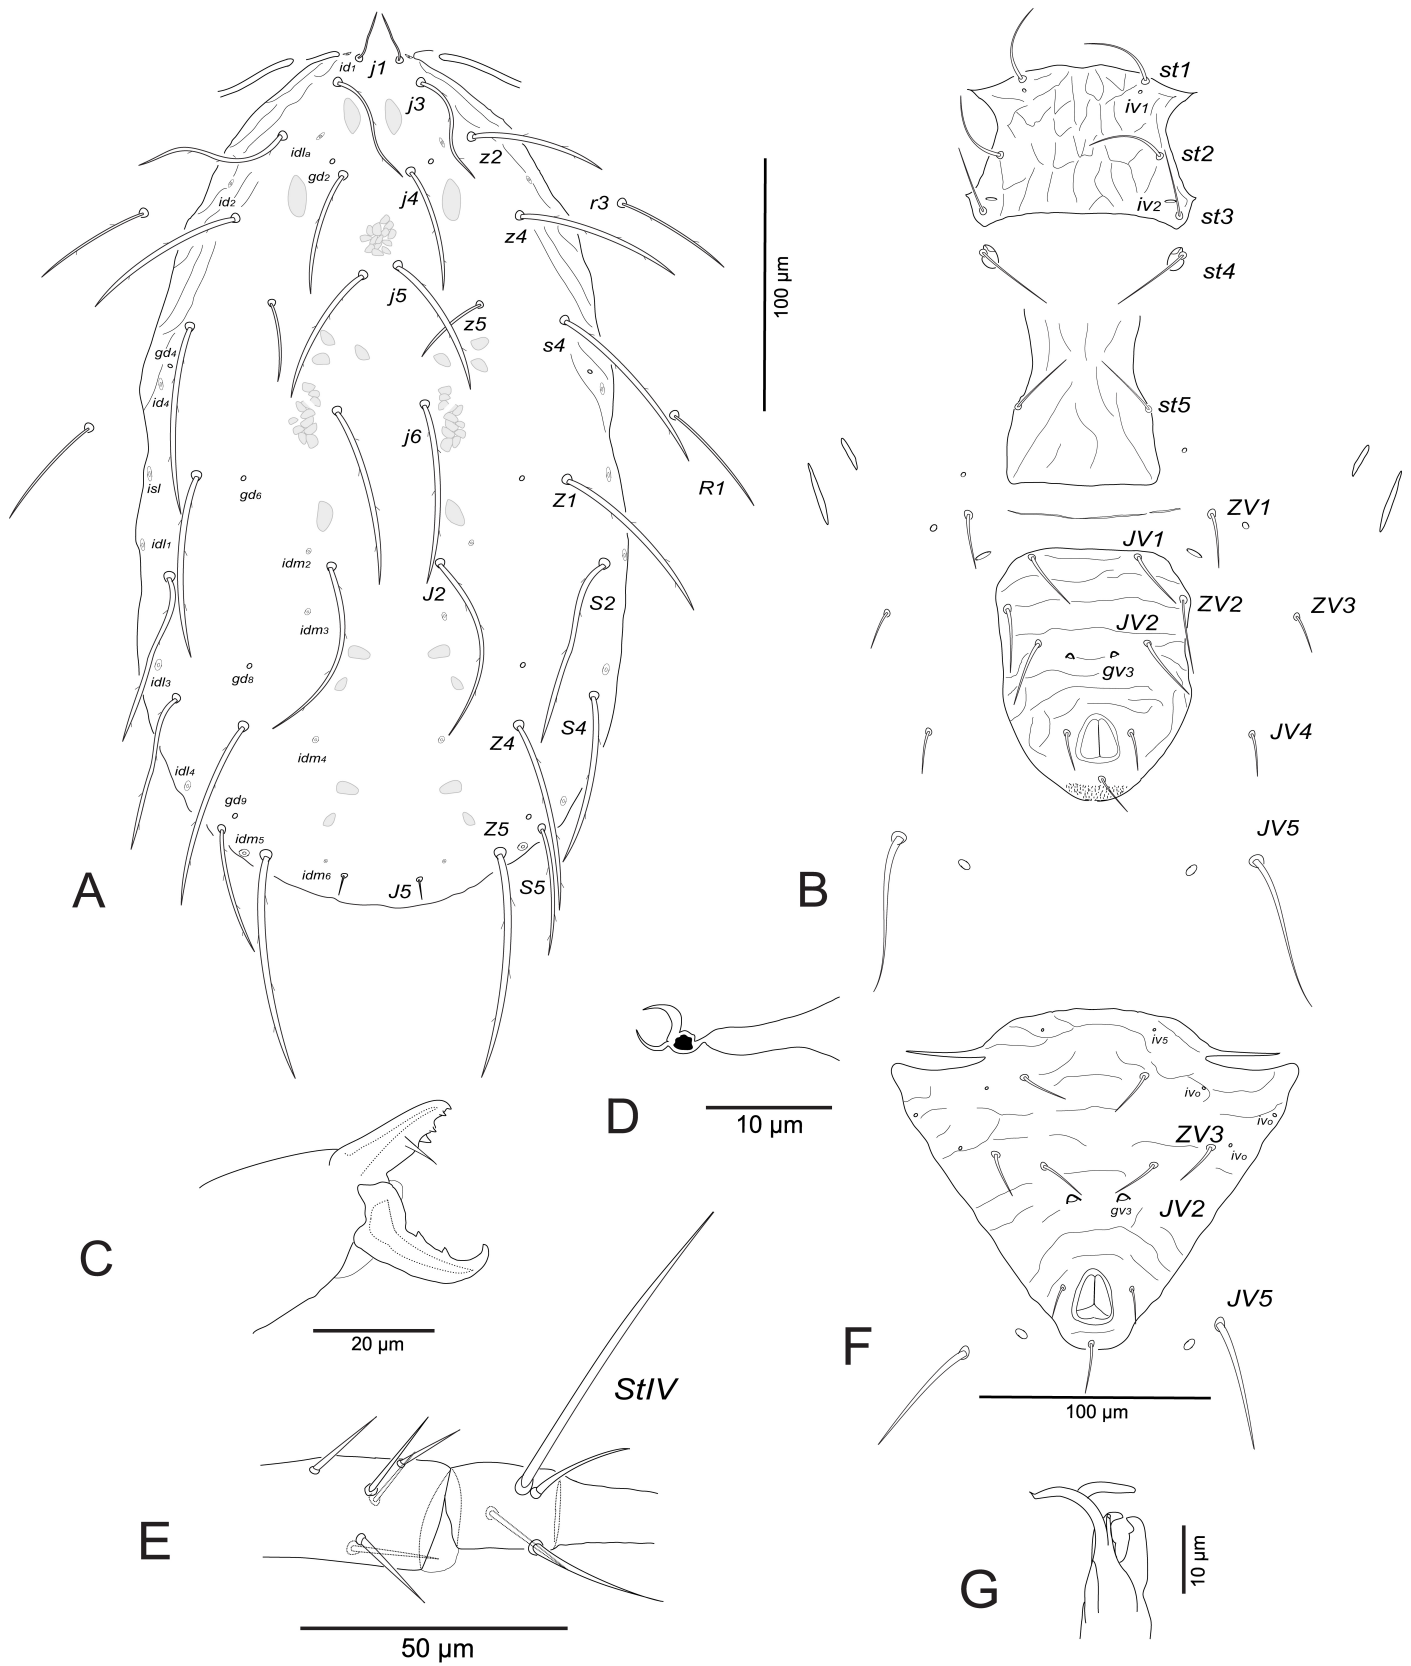 id1
j1
j3
idla
z2
gd2
j4
id2
r3
z4
j5
z5
gd4
s4
id4
j6
isl
gd6
Z1
R1
idl1
idm2
J2
S2
idm3
idl3
gd8
S4
Z4
idm4
idl4
gd9
Z5
idm5
idm6
J5
S5
A
100 µm
st1
iv1
st2
iv2
st3
st4
st5
ZV1
JV1
ZV2
ZV3
JV2
gv3
JV4
JV5
B
C
20 µm
D
10 µm
StIV
E
50 µm
iv5
ivo
ivo
ZV3
ivo
JV2
gv3
JV5
F
100 µm
G
10 µm